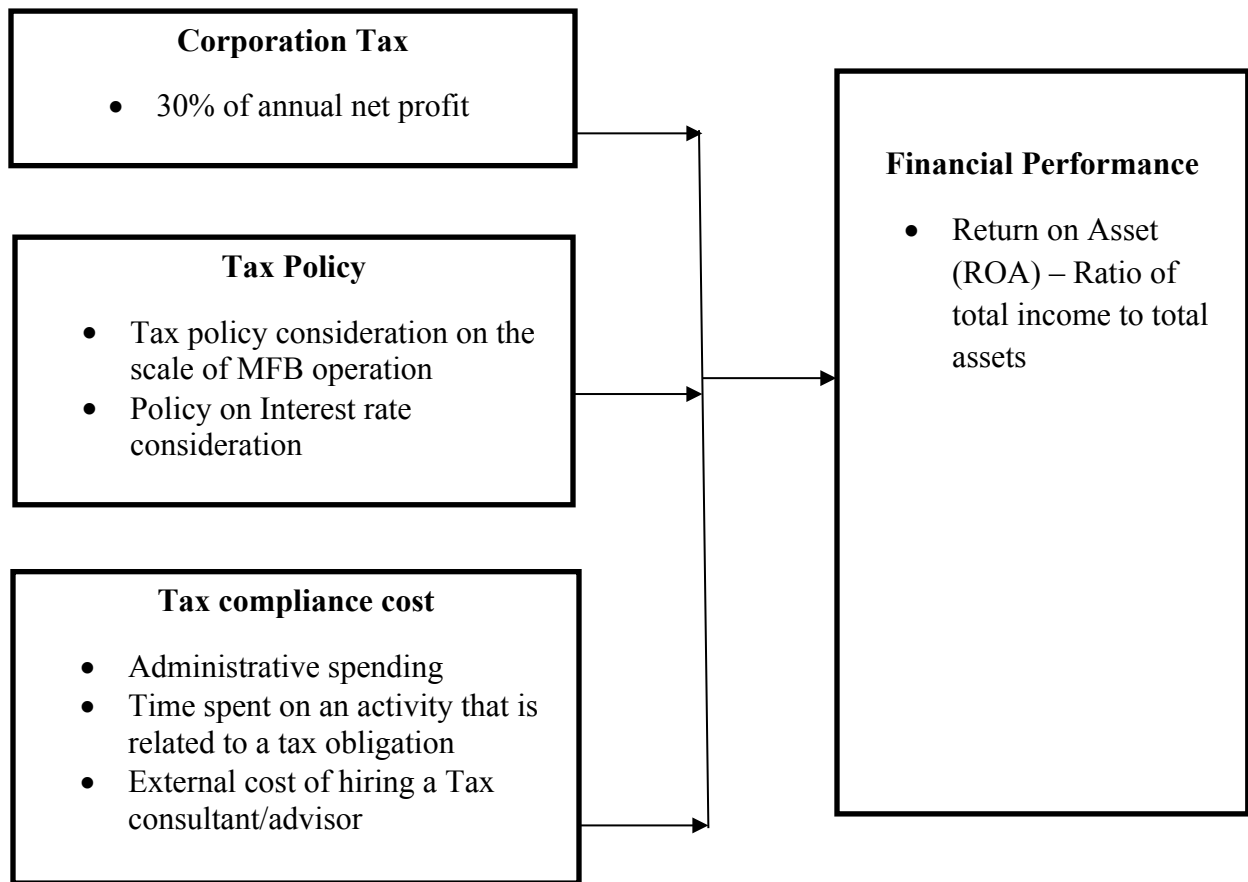 Corporation Tax
• 30% of annual net profit
Tax Policy
• Tax policy consideration on the
scale of MFB operation
• Policy on Interest rate
consideration
Tax compliance cost
• Administrative spending
• Time spent on an activity that is
related to a tax obligation
• External cost of hiring a Tax
consultant/advisor
Financial Performance
• Return on Asset
(ROA) – Ratio of
total income to total
assets